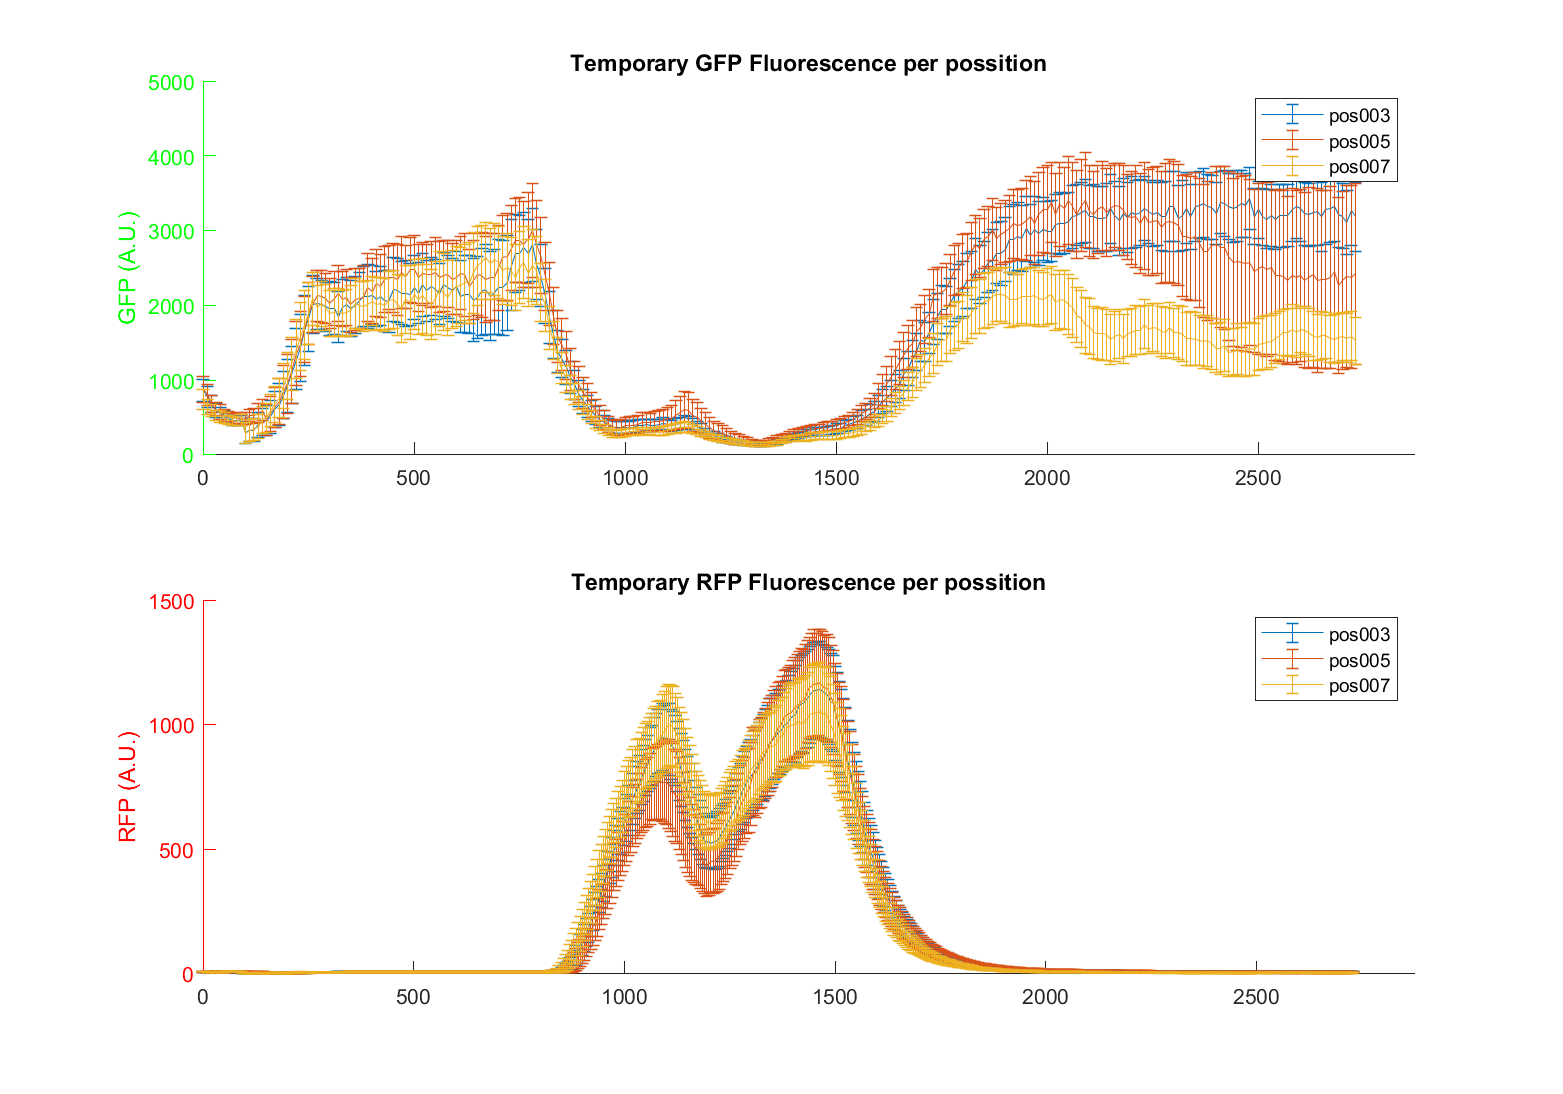 Temporary GFP Fluorescence per possition
5000
4000
3000
2000
1000
0
GFP (A.U.)
pos003
pos005
pos007
0 500 1000 1500 2000 2500
Temporary RFP Fluorescence per possition
1500
1000
500
0
RFP (A.U.)
pos003
pos005
pos007
0 500 1000 1500 2000 2500